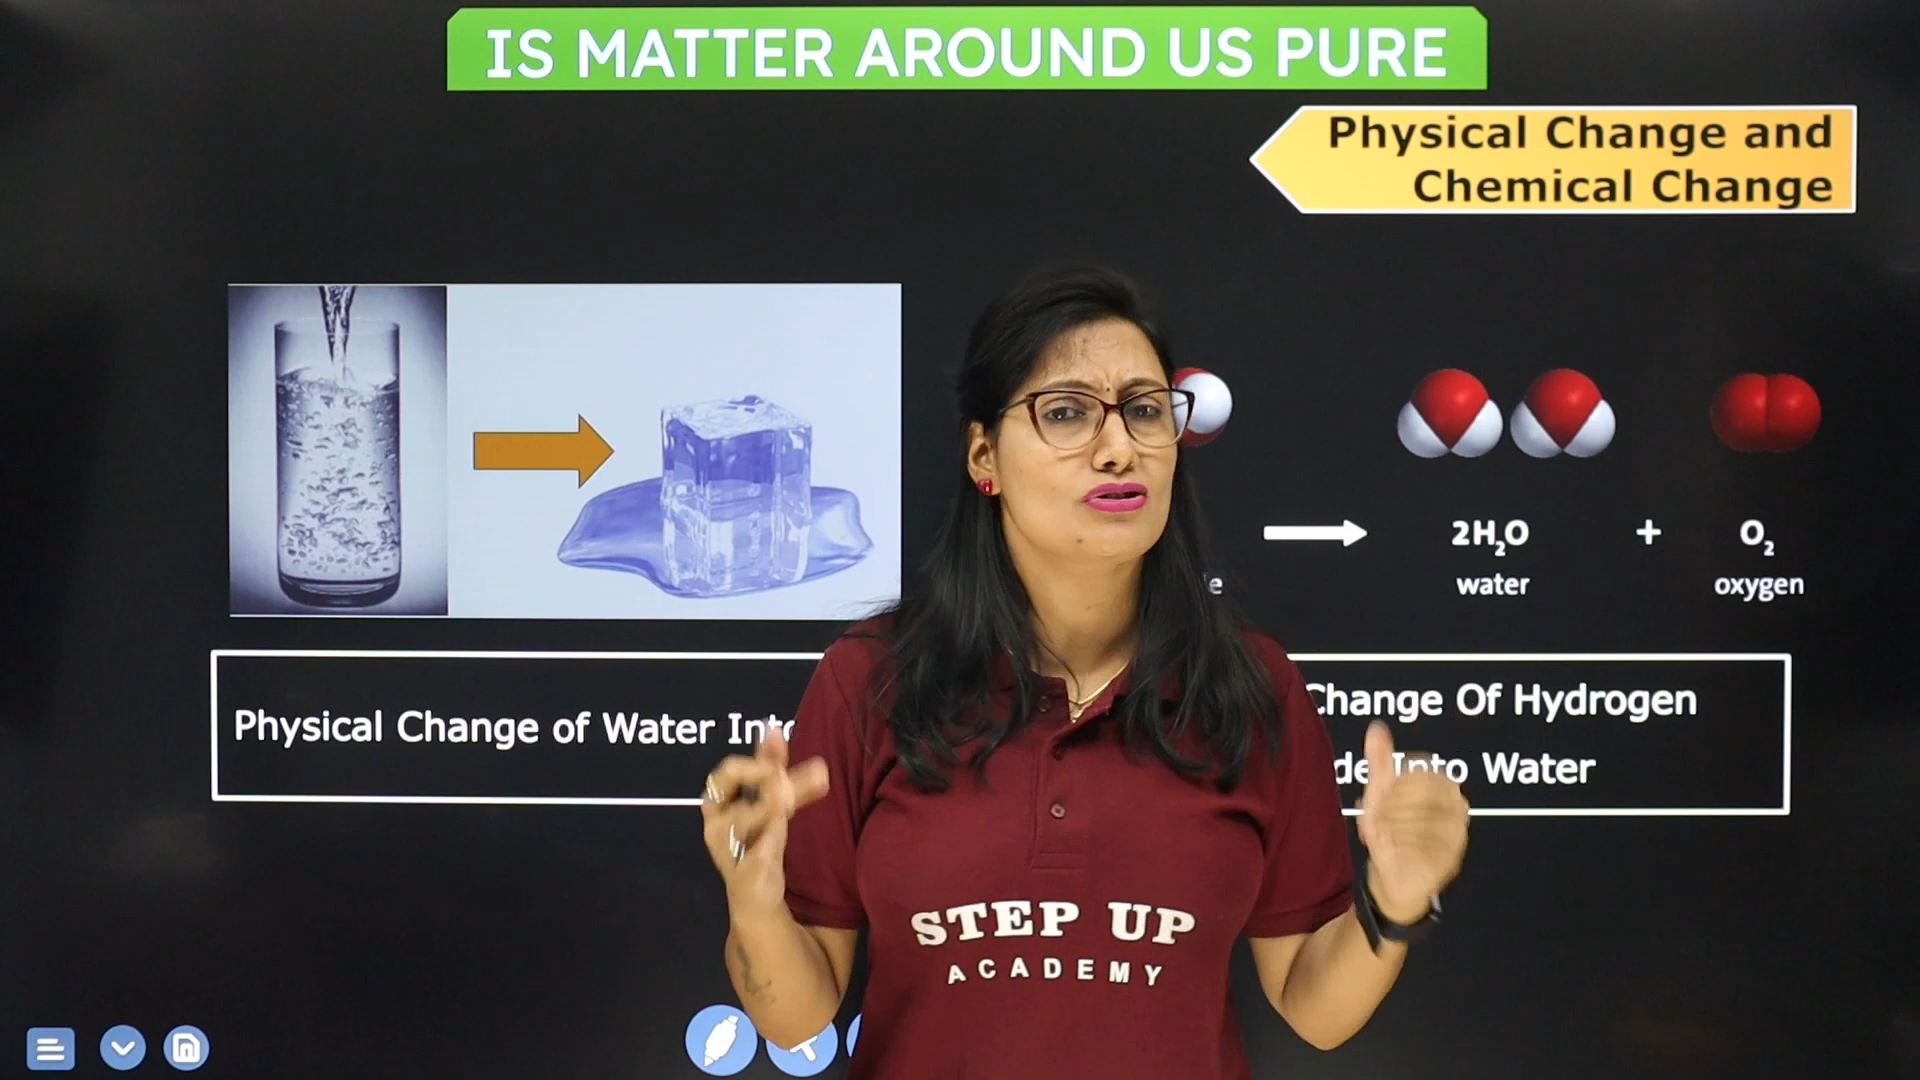 IS MATTER AROUND US PURE
Physical Change and
Chemical Change
2H₂O + O₂
water oxygen
Physical Change of Water
Change Of Hydrogen
Into Water
STEP UP
ACADEMY